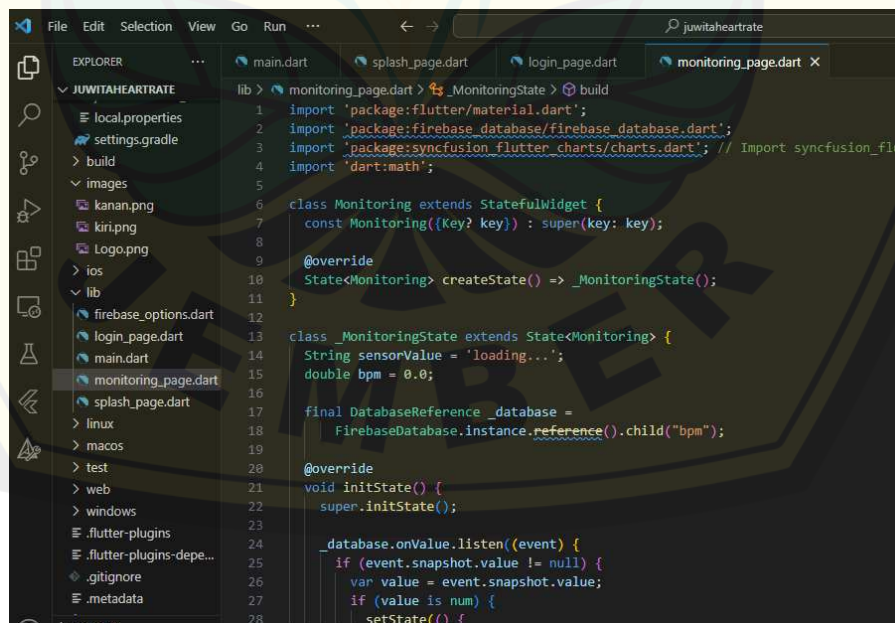 File Edit Selection View Go Run ··· ← → juwitaheartrate
EXPLORER ···
JUWITAHEARTRATE
local.properties
settings.gradle
build
images
kanan.png
kiri.png
Logo.png
ios
lib
firebase_options.dart
login_page.dart
main.dart
monitoring_page.dart
splash_page.dart
linux
macos
test
web
windows
.flutter-plugins
.flutter-plugins-depe...
.gitignore
.metadata
main.dart splash_page.dart login_page.dart monitoring_page.dart ×
lib > monitoring_page.dart > _MonitoringState > build
1 import 'package:flutter/material.dart';
2 import 'package:firebase_database/firebase_database.dart';
3 import 'package:syncfusion_flutter_charts/charts.dart'; // Import syncfusion_fl
4 import 'dart:math';
5
6 class Monitoring extends StatefulWidget {
7 const Monitoring({Key? key}) : super(key: key);
8
9 @override
10 State<Monitoring> createState() => _MonitoringState();
11 }
12
13 class _MonitoringState extends State<Monitoring> {
14 String sensorValue = 'loading...';
15 double bpm = 0.0;
16
17 final DatabaseReference _database =
18 FirebaseDatabase.instance.reference().child("bpm");
19
20 @override
21 void initState() {
22 super.initState();
23
24 _database.onValue.listen((event) {
25 if (event.snapshot.value != null) {
26 var value = event.snapshot.value;
27 if (value is num) {
28 setState(() {